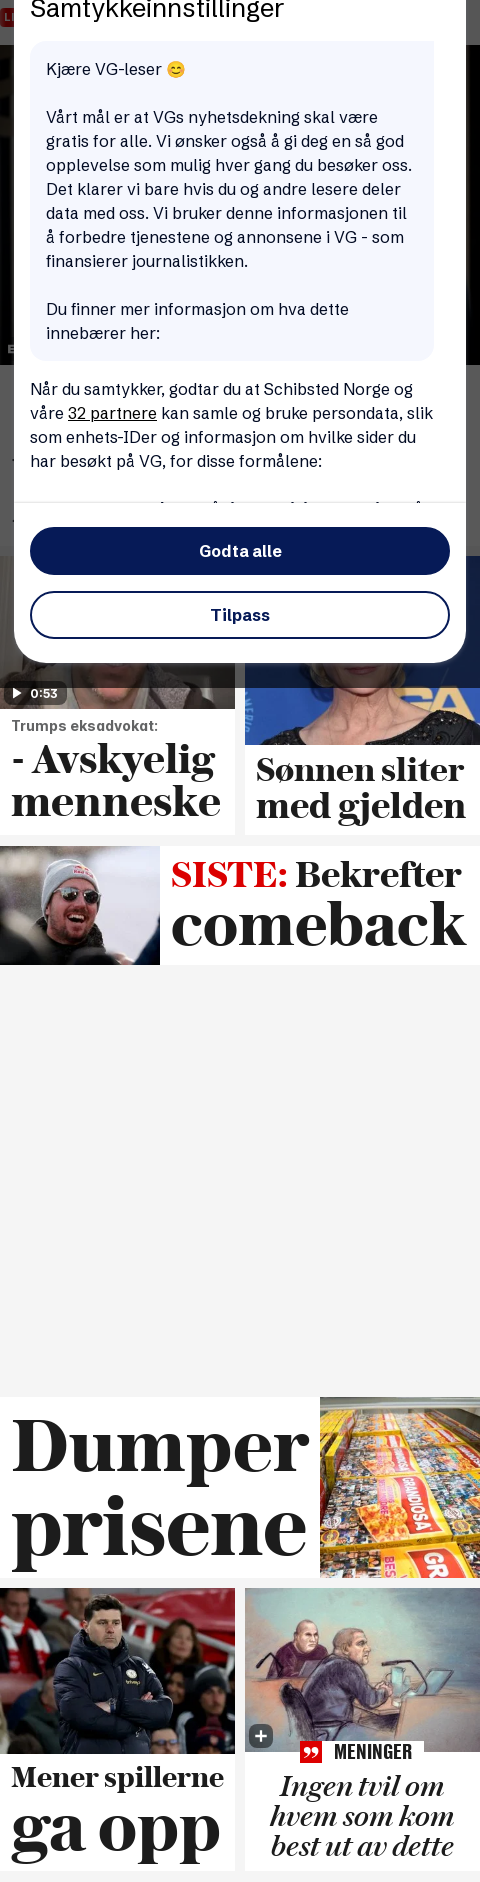 Samtykkeinnstillinger
Kjære VG-leser 😊
Vårt mål er at VGs nyhetsdekning skal være
gratis for alle. Vi ønsker også å gi deg en så god
opplevelse som mulig hver gang du besøker oss.
Det klarer vi bare hvis du og andre lesere deler
data med oss. Vi bruker denne informasjonen til
å forbedre tjenestene og annonsene i VG - som
finansierer journalistikken.
Du finner mer informasjon om hva dette
innebærer her:
Når du samtykker, godtar du at Schibsted Norge og
våre 32 partnere kan samle og bruke persondata, slik
som enhets-IDer og informasjon om hvilke sider du
har besøkt på VG, for disse formålene:
Godta alle
Tilpass
0:53
Trumps eksadvokat:
- Avskyelig
menneske
Sønnen sliter
med gjelden
SISTE: Bekrefter
comeback
Dumper
prisene
GRANDIOSA
Mener spillerne
ga opp
MENINGER
Ingen tvil om
hvem som kom
best ut av dette